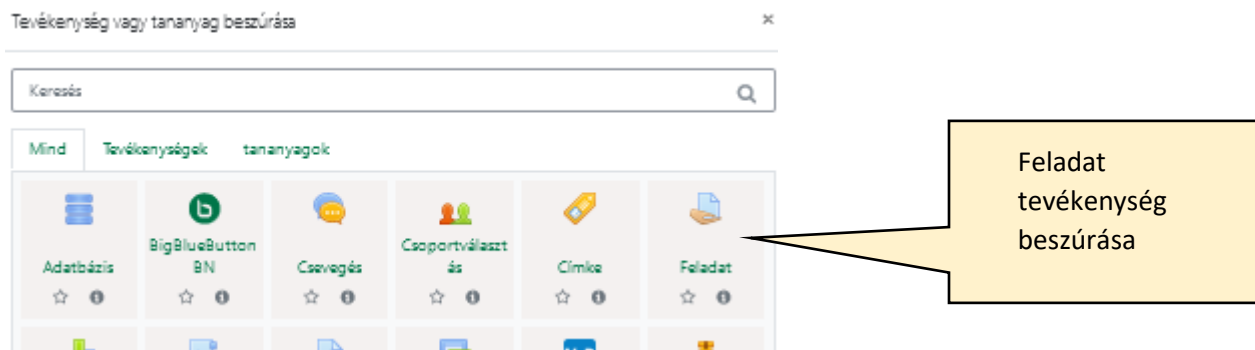 Tevékenység vagy tananyag beszúrása
Keresés
Mind Tevékenységek tananyagok
Adatbázis
BigBlueButton
BN
Csevegés
Csoportválaszt
ás
Címke
Feladat
Feladat
tevékenység
beszúrása